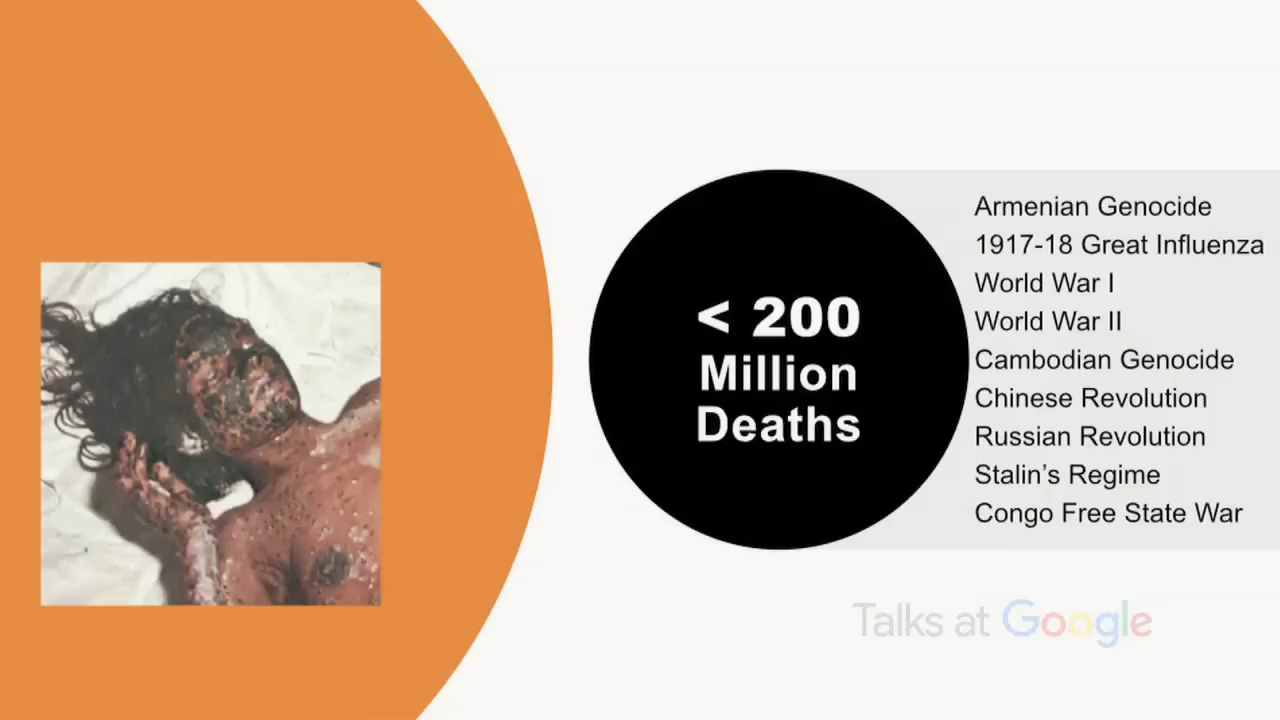 < 200
Million
Deaths
Armenian Genocide
1917-18 Great Influenza
World War I
World War II
Cambodian Genocide
Chinese Revolution
Russian Revolution
Stalin’s Regime
Congo Free State War
Talks at Google